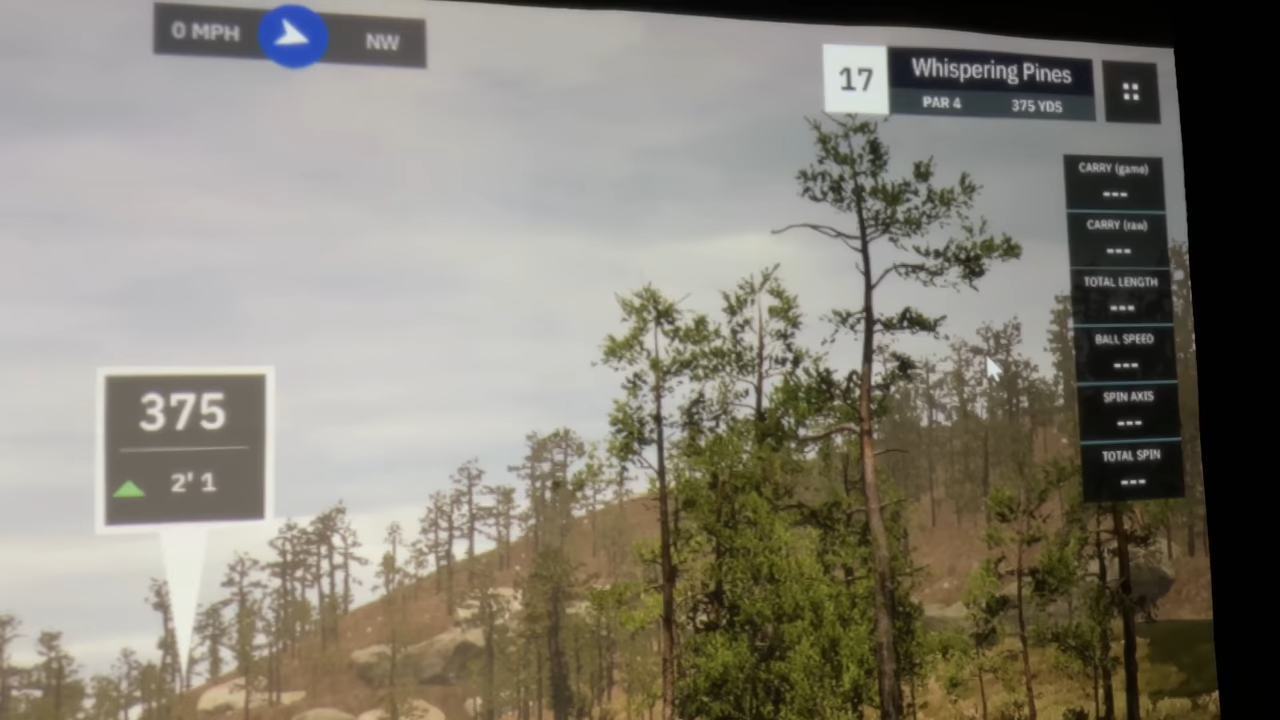 0 MPH NW
17
Whispering Pines
PAR 4 375 YDS
CARRY (game)
---
CARRY (raw)
---
TOTAL LENGTH
---
BALL SPEED
---
SPIN AXIS
---
TOTAL SPIN
---
375
2' 1